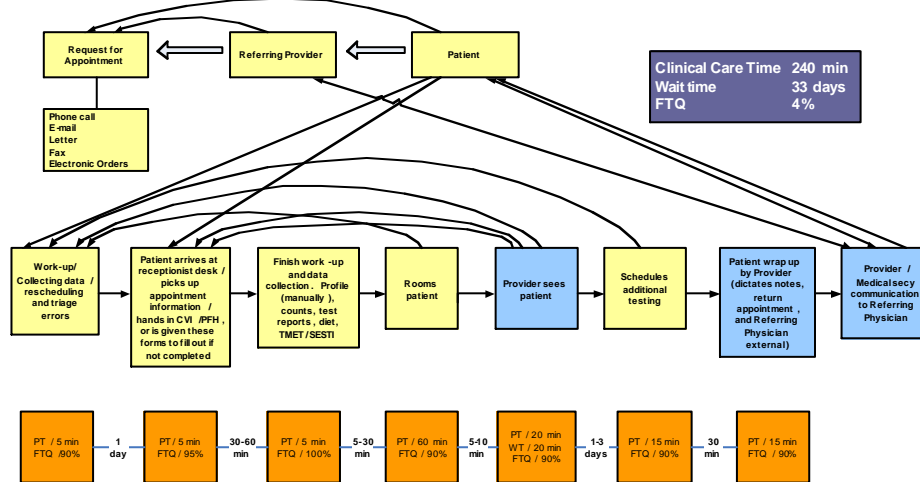 Request for
Appointment
Referring Provider
Patient
Clinical Care Time 240 min
Wait time 33 days
FTQ 4%
Phone call
E-mail
Letter
Fax
Electronic Orders
Work-up/
Collecting data /
rescheduling
and triage
errors
Patient arrives at
receptionist desk /
picks up
appointment
information /
hands in CVI /PFH ,
or is given these
forms to fill out if
not completed
Finish work -up
and data
collection . Profile
(manually ),
counts, test
reports , diet,
TMET /SESTI
Rooms
patient
Provider sees
patient
Schedules
additional
testing
Patient wrap up
by Provider
(dictates notes,
return
appointment ,
and Referring
Physician
external)
Provider /
Medical secy
communication
to Referring
Physician
PT / 5 min
FTQ /90%
1
day
PT / 5 min
FTQ / 95%
30-60
min
PT / 5 min
FTQ / 100%
5-30
min
PT / 60 min
FTQ / 90%
5-10
min
PT / 20 min
WT / 20 min
FTQ / 90%
1-3
days
PT / 15 min
FTQ / 90%
30
min
PT / 15 min
FTQ / 90%